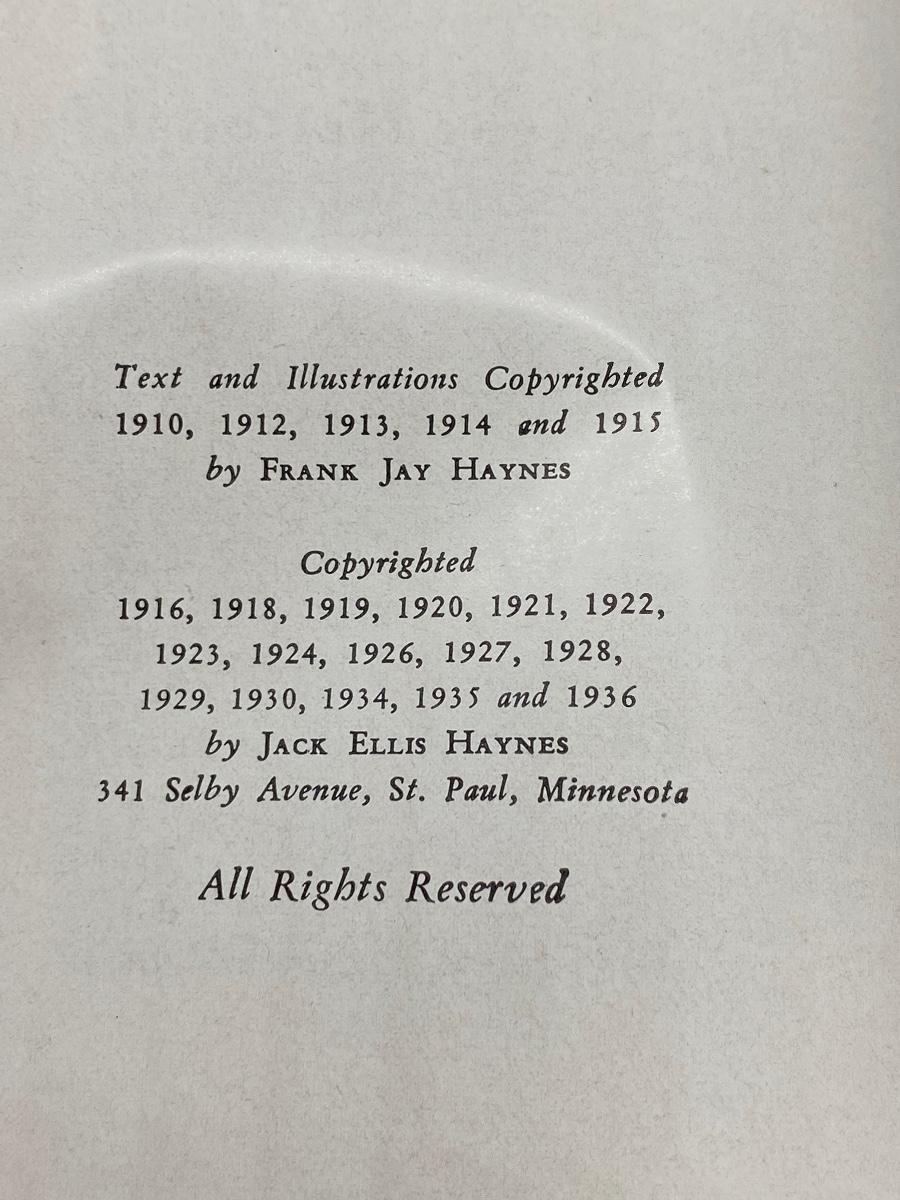 Text and Illustrations Copyrighted
1910, 1912, 1913, 1914 and 1915
by FRANK JAY HAYNES
Copyrighted
1916, 1918, 1919, 1920, 1921, 1922,
1923, 1924, 1926, 1927, 1928,
1929, 1930, 1934, 1935 and 1936
by JACK ELLIS HAYNES
341 Selby Avenue, St. Paul, Minnesota
All Rights Reserved